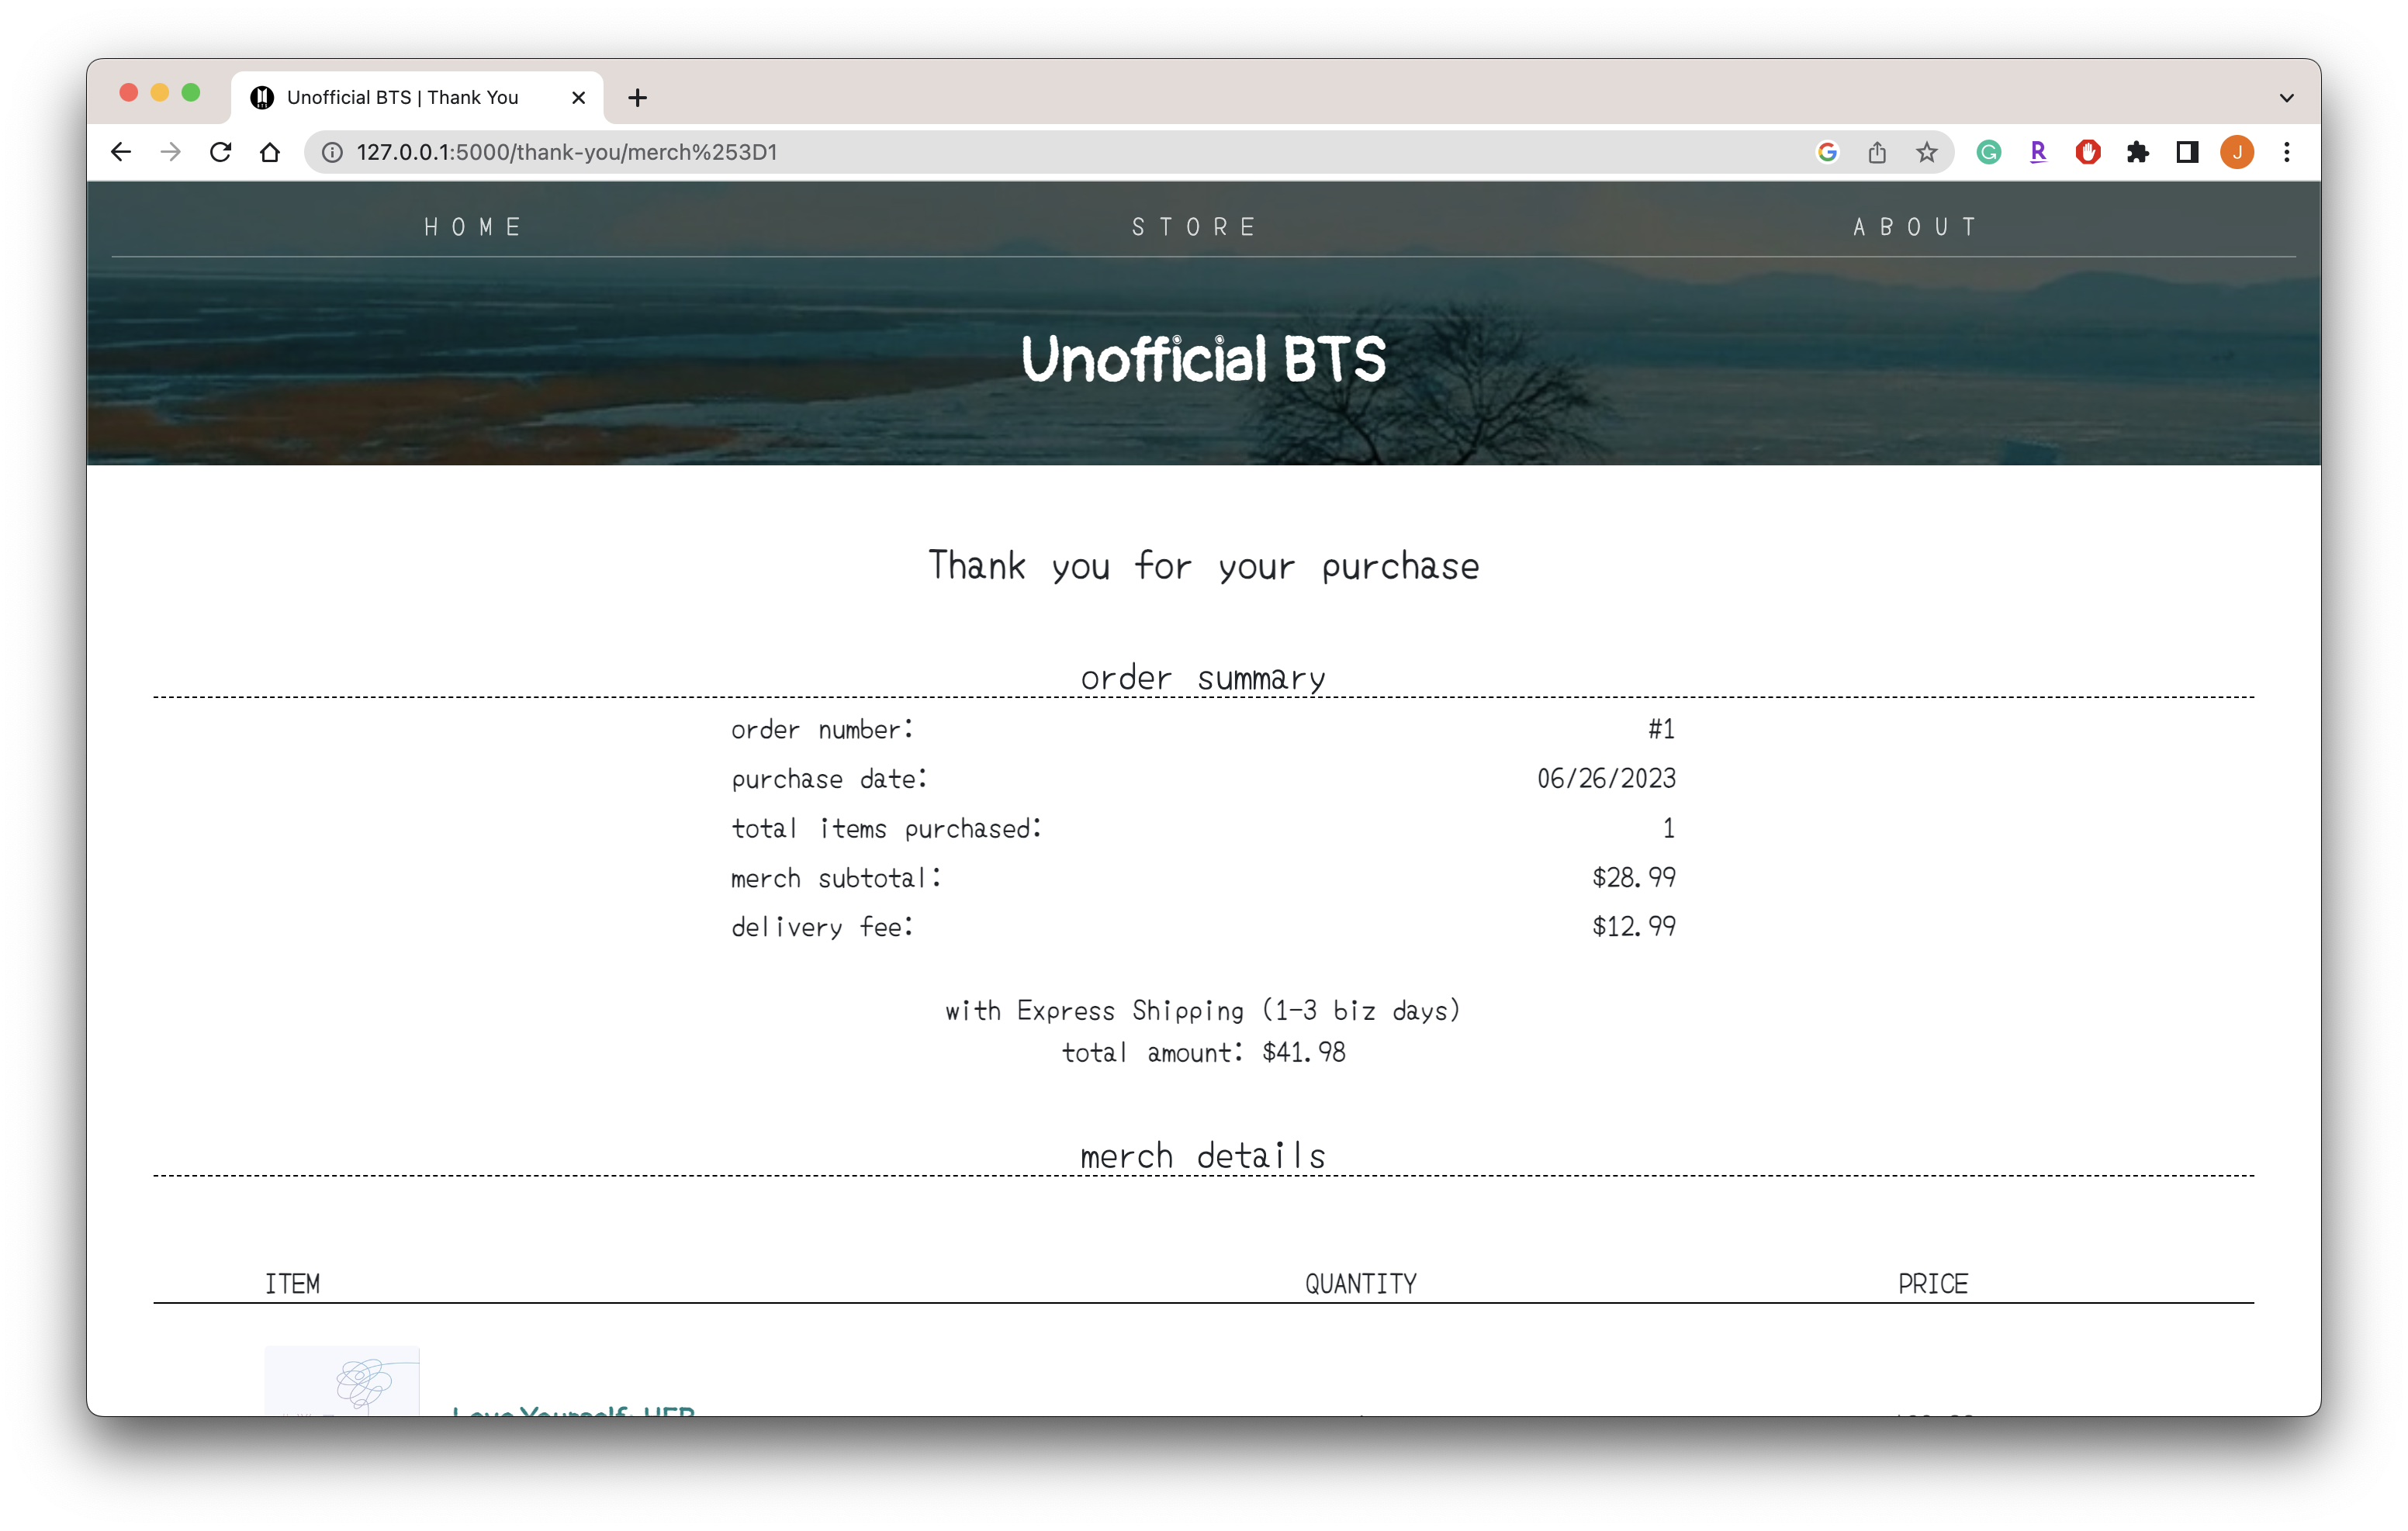 Unofficial BTS | Thank You
127.0.0.1:5000/thank-you/merch%253D1
J
HOME STORE ABOUT
Unofficial BTS
Thank you for your purchase
order summary
order number: #1
purchase date: 06/26/2023
total items purchased: 1
merch subtotal: $28.99
delivery fee: $12.99
with Express Shipping (1-3 biz days)
total amount: $41.98
merch details
ITEM QUANTITY PRICE
Love Yourself: HER